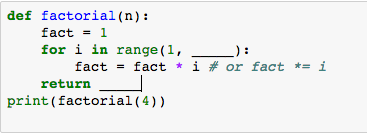 def factorial(n):
    fact = 1
    for i in range(1, _____):
        fact = fact * i # or fact *= i
    return _____
print(factorial(4))